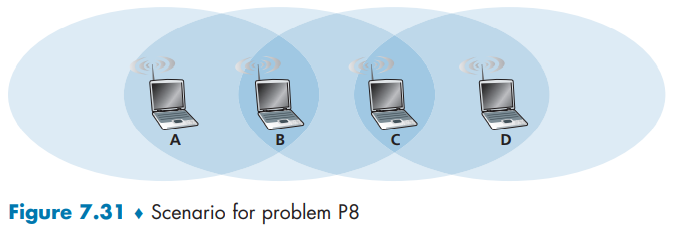 A B C D
Figure 7.31 ♦ Scenario for problem P8